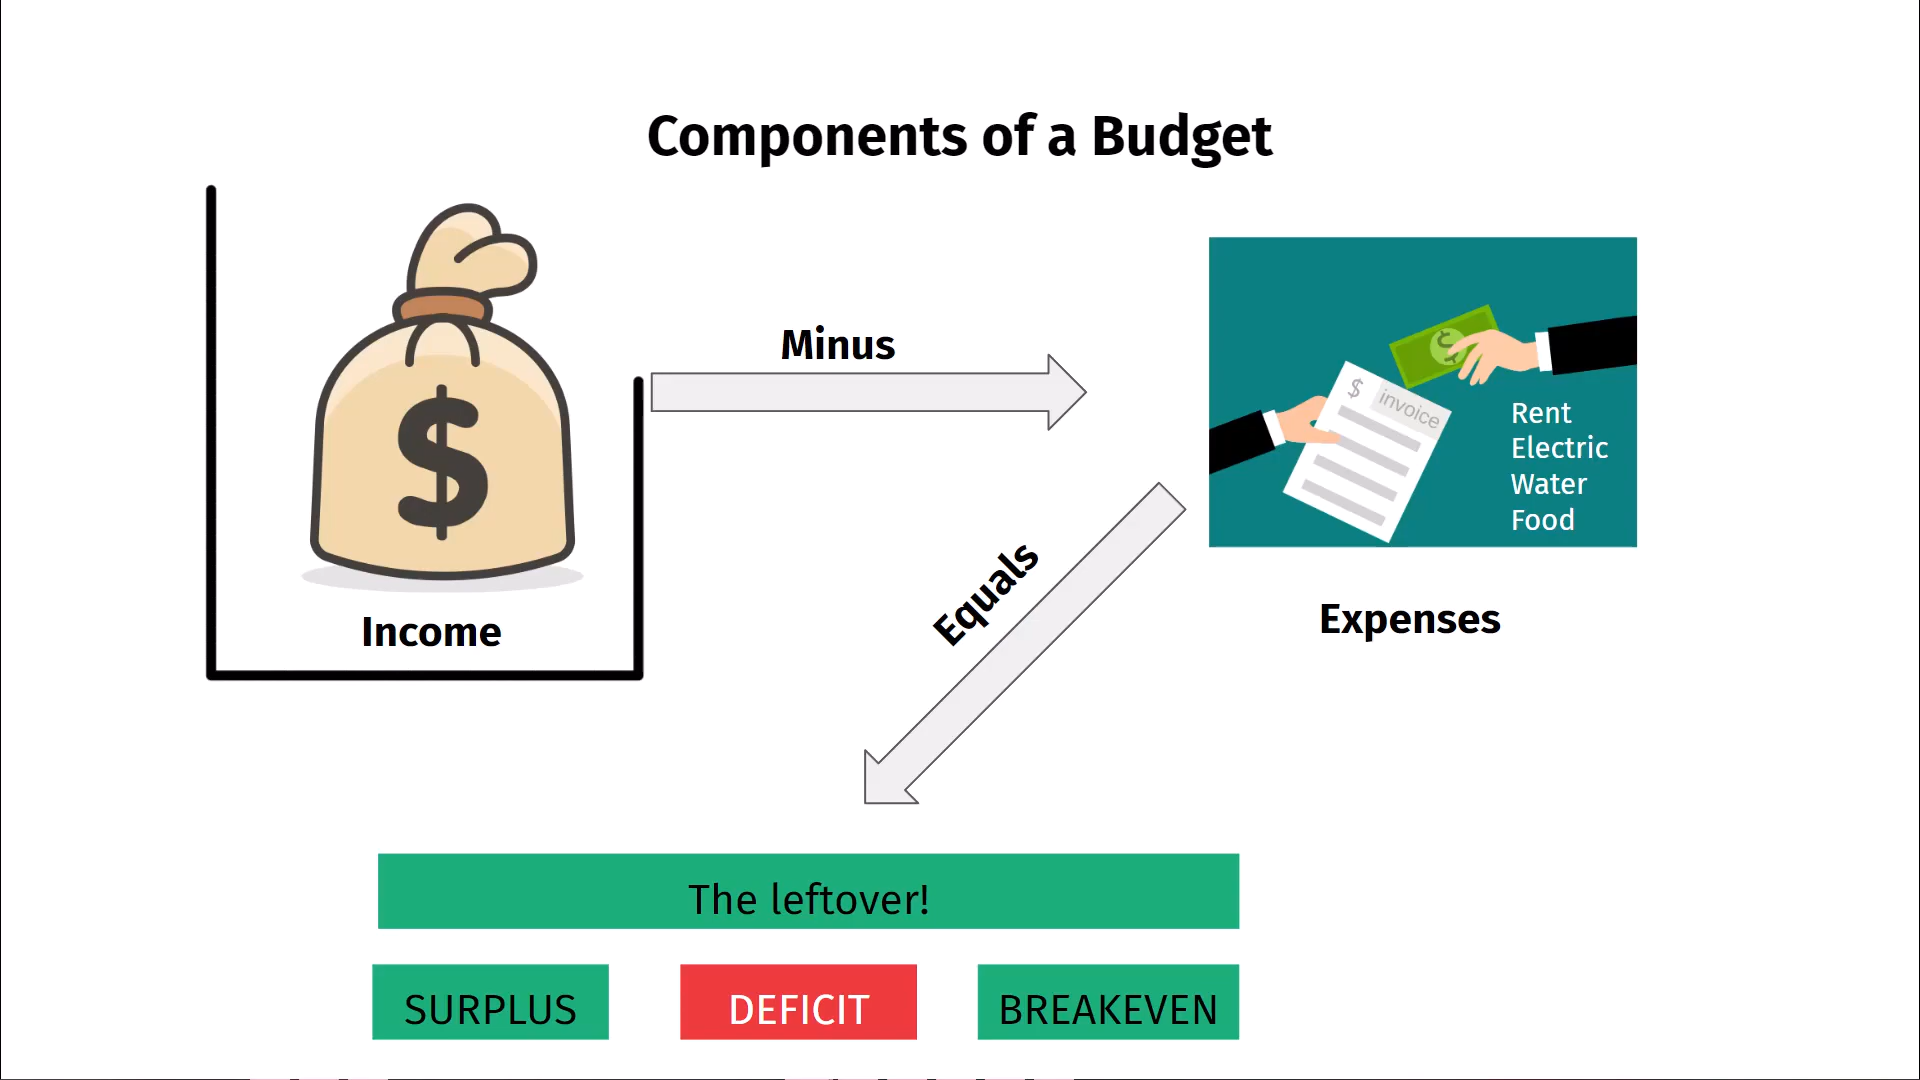 Components of a Budget
$
Income
Minus
$
$ invoice
Rent
Electric
Water
Food
Expenses
Equals
The leftover!
SURPLUS
DEFICIT
BREAKEVEN